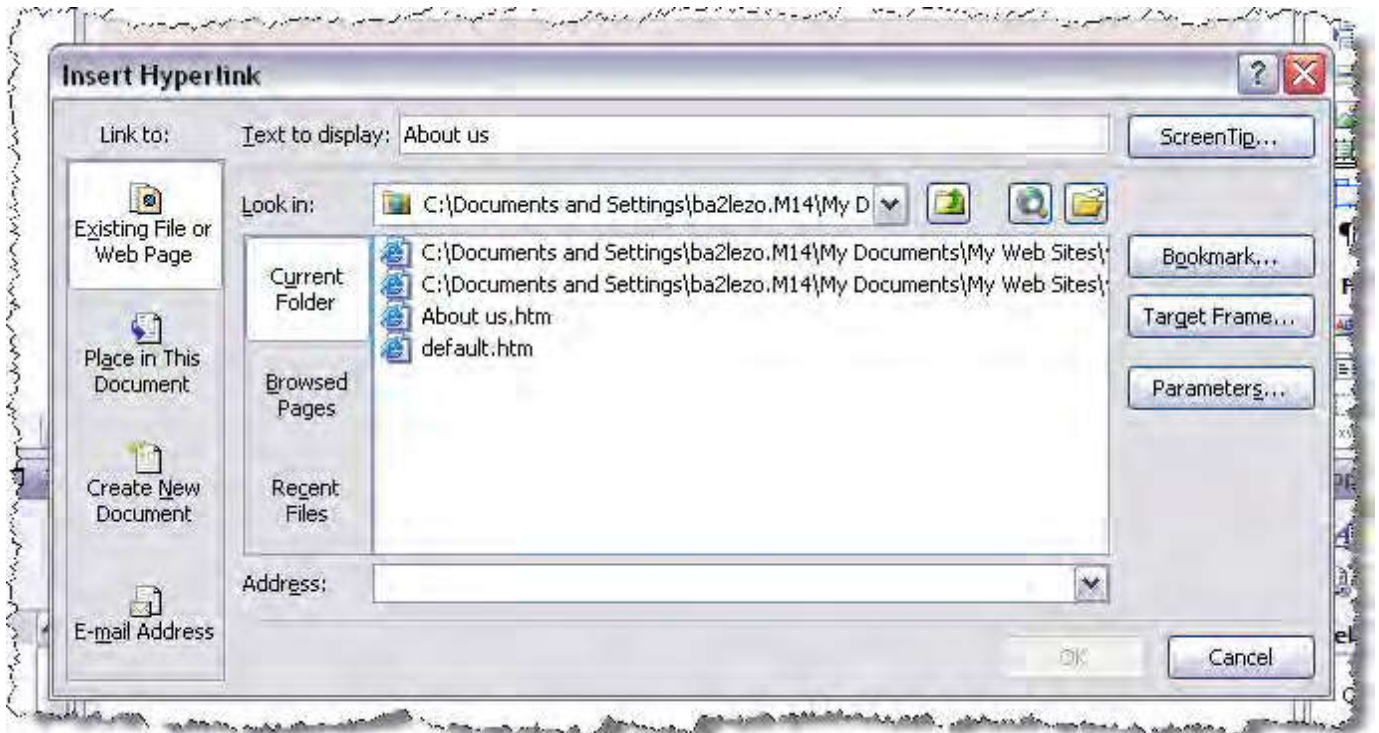 Insert Hyperlink
?
Link to:
Text to display: About us
ScreenTip...
Existing File or
Web Page
Look in: C:\Documents and Settings\ba2lezo.M14\My D
Current
Folder
C:\Documents and Settings\ba2lezo.M14\My Documents\My Web Sites\
C:\Documents and Settings\ba2lezo.M14\My Documents\My Web Sites\
About us.htm
default.htm
Bookmark...
Target Frame...
Parameters...
Place in This
Document
Browsed
Pages
Create New
Document
Recent
Files
Address:
E-mail Address
OK
Cancel